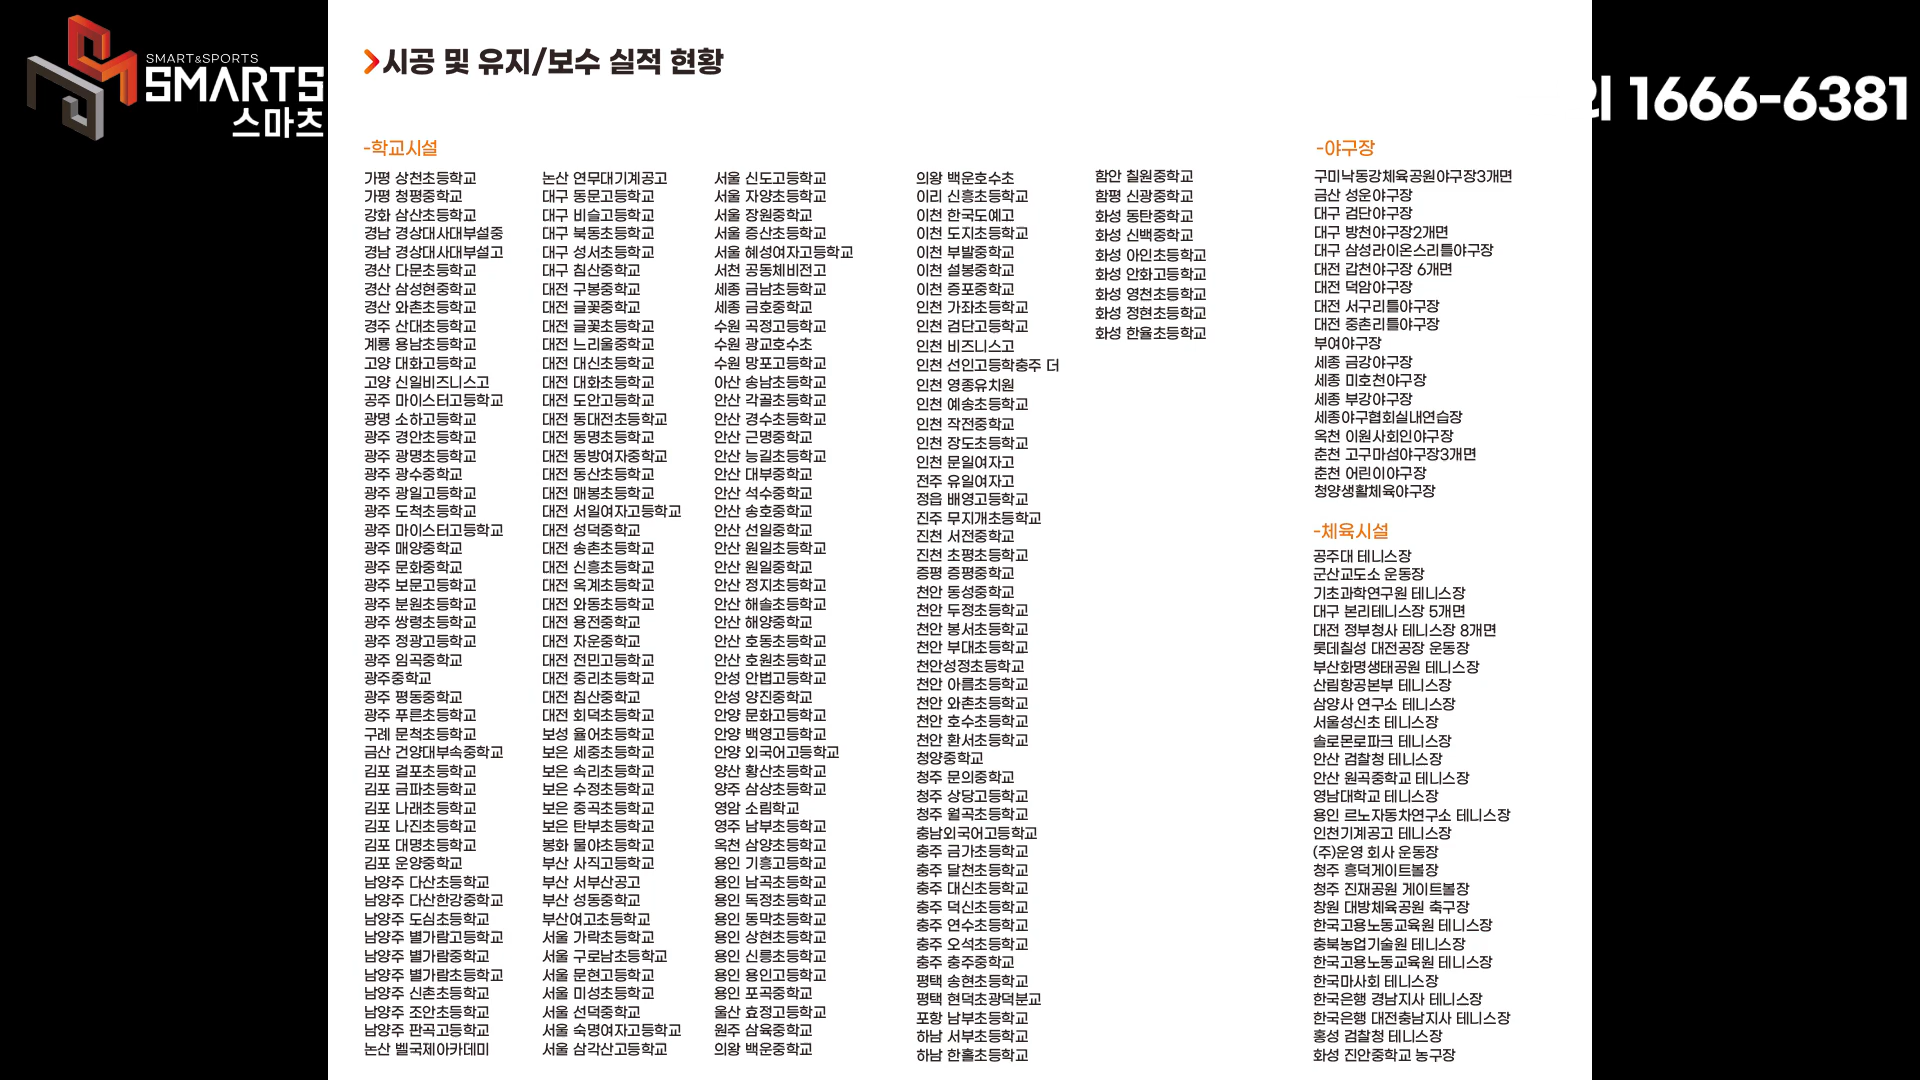 SMART&SPORTS
SMARTS
스마츠
시공 및 유지/보수 실적 현황
1666-6381
-학교시설
가평 상천초등학교
가평 청평중학교
강화 삼산초등학교
경남 경상대사대부설중
경남 경상대사대부설고
경산 다문초등학교
경산 삼성현중학교
경산 와촌초등학교
경주 산대초등학교
계룡 용남초등학교
고양 대화고등학교
고양 신일비즈니스고
공주 마이스터고등학교
광명 소하고등학교
광주 경안초등학교
광주 광명초등학교
광주 광수중학교
광주 광일고등학교
광주 도척초등학교
광주 마이스터고등학교
광주 매양중학교
광주 문화중학교
광주 보문고등학교
광주 분원초등학교
광주 쌍령초등학교
광주 정광고등학교
광주 임곡중학교
광주중학교
광주 평동중학교
광주 푸른초등학교
구례 문척초등학교
금산 건양대부속중학교
김포 걸포초등학교
김포 금파초등학교
김포 나래초등학교
김포 나진초등학교
김포 대명초등학교
김포 운양중학교
남양주 다산초등학교
남양주 다산한강중학교
남양주 도심초등학교
남양주 별가람고등학교
남양주 별가람중학교
남양주 별가람초등학교
남양주 신촌초등학교
남양주 조안초등학교
남양주 판곡고등학교
논산 벨국제아카데미
논산 연무대기계공고
대구 동문고등학교
대구 비슬고등학교
대구 북동초등학교
대구 성서초등학교
대구 침산중학교
대전 구봉중학교
대전 글꽃중학교
대전 글꽃초등학교
대전 느리울중학교
대전 대신초등학교
대전 대화초등학교
대전 도안고등학교
대전 동대전초등학교
대전 동명초등학교
대전 동방여자중학교
대전 동산초등학교
대전 매봉초등학교
대전 서일여자고등학교
대전 성덕중학교
대전 송촌초등학교
대전 신흥초등학교
대전 옥계초등학교
대전 와동초등학교
대전 용전중학교
대전 자운중학교
대전 전민고등학교
대전 중리초등학교
대전 침산중학교
대전 회덕초등학교
보성 율어초등학교
보은 세중초등학교
보은 속리초등학교
보은 수정초등학교
보은 중곡초등학교
보은 탄부초등학교
봉화 물야초등학교
부산 사직고등학교
부산 서부산공고
부산 성동중학교
부산여고초등학교
서울 가락초등학교
서울 구로남초등학교
서울 문현고등학교
서울 미성초등학교
서울 선덕중학교
서울 숙명여자고등학교
서울 삼각산고등학교
서울 신도고등학교
서울 자양초등학교
서울 장원중학교
서울 증산초등학교
서울 혜성여자고등학교
서천 공동체비전고
세종 금남초등학교
세종 금호중학교
수원 곡정고등학교
수원 광교호수초
수원 망포고등학교
아산 송남초등학교
안산 각골초등학교
안산 경수초등학교
안산 근명중학교
안산 능길초등학교
안산 대부중학교
안산 석수중학교
안산 송호중학교
안산 선일중학교
안산 원일초등학교
안산 원일중학교
안산 정지초등학교
안산 해솔초등학교
안산 해양중학교
안산 호동초등학교
안산 호원초등학교
안성 안법고등학교
안성 양진중학교
안양 문화고등학교
안양 백영고등학교
안양 외국어고등학교
양산 황산초등학교
양주 삼상초등학교
영암 소림학교
영주 남부초등학교
옥천 삼양초등학교
용인 기흥고등학교
용인 남곡초등학교
용인 독정초등학교
용인 동막초등학교
용인 상현초등학교
용인 신릉초등학교
용인 용인고등학교
용인 포곡중학교
울산 효정고등학교
원주 삼육중학교
의왕 백운중학교
의왕 백운호수초
이리 신흥초등학교
이천 한국도예고
이천 도지초등학교
이천 부발중학교
이천 설봉중학교
이천 증포중학교
인천 가좌초등학교
인천 검단고등학교
인천 비즈니스고
인천 선인고등학충주 더
인천 영종유치원
인천 예송초등학교
인천 작전중학교
인천 장도초등학교
인천 문일여자고
전주 유일여자고
정읍 배영고등학교
진주 무지개초등학교
진천 서전중학교
진천 초평초등학교
증평 증평중학교
천안 동성중학교
천안 두정초등학교
천안 봉서초등학교
천안 부대초등학교
천안성정초등학교
천안 아름초등학교
천안 와촌초등학교
천안 호수초등학교
천안 환서초등학교
청양중학교
청주 문의중학교
청주 상당고등학교
청주 월곡초등학교
충남외국어고등학교
충주 금가초등학교
충주 달천초등학교
충주 대신초등학교
충주 덕신초등학교
충주 연수초등학교
충주 오석초등학교
충주 충주중학교
평택 송현초등학교
평택 현덕초광덕분교
포항 남부초등학교
하남 서부초등학교
하남 한홀초등학교
함안 칠원중학교
함평 신광중학교
화성 동탄중학교
화성 신백중학교
화성 아인초등학교
화성 안화고등학교
화성 영천초등학교
화성 정현초등학교
화성 한율초등학교
-야구장
구미낙동강체육공원야구장3개면
금산 성운야구장
대구 검단야구장
대구 방천야구장2개면
대구 삼성라이온스리틀야구장
대전 갑천야구장 6개면
대전 덕암야구장
대전 서구리틀야구장
대전 중촌리틀야구장
부여야구장
세종 금강야구장
세종 미호천야구장
세종 부강야구장
세종야구협회실내연습장
옥천 이원사회인야구장
춘천 고구마섬야구장3개면
춘천 어린이야구장
청양생활체육야구장
-체육시설
공주대 테니스장
군산교도소 운동장
기초과학연구원 테니스장
대구 본리테니스장 5개면
대전 정부청사 테니스장 8개면
롯데칠성 대전공장 운동장
부산화명생태공원 테니스장
산림항공본부 테니스장
삼양사 연구소 테니스장
서울성신초 테니스장
솔로몬로파크 테니스장
안산 검찰청 테니스장
안산 원곡중학교 테니스장
영남대학교 테니스장
용인 르노자동차연구소 테니스장
인천기계공고 테니스장
(주)운영 회사 운동장
청주 흥덕게이트볼장
청주 진재공원 게이트볼장
창원 대방체육공원 축구장
한국고용노동교육원 테니스장
충북농업기술원 테니스장
한국고용노동교육원 테니스장
한국마사회 테니스장
한국은행 경남지사 테니스장
한국은행 대전충남지사 테니스장
홍성 검찰청 테니스장
화성 진안중학교 농구장